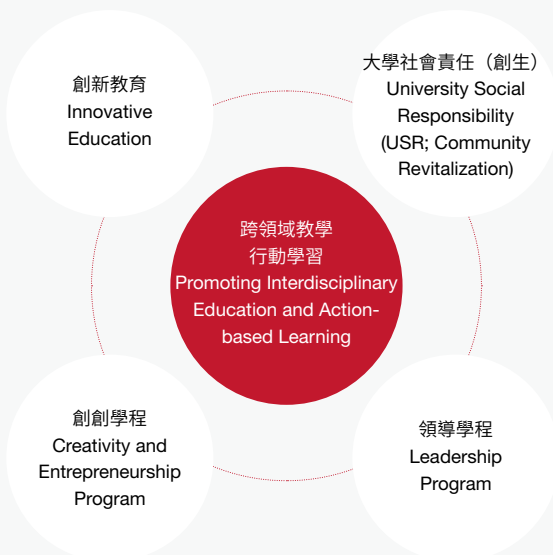 創新教育
Innovative
Education
大學社會責任（創生）
University Social
Responsibility
(USR; Community
Revitalization)
跨領域教學
行動學習
Promoting Interdisciplinary
Education and Action-
based Learning
創創學程
Creativity and
Entrepreneurship
Program
領導學程
Leadership
Program